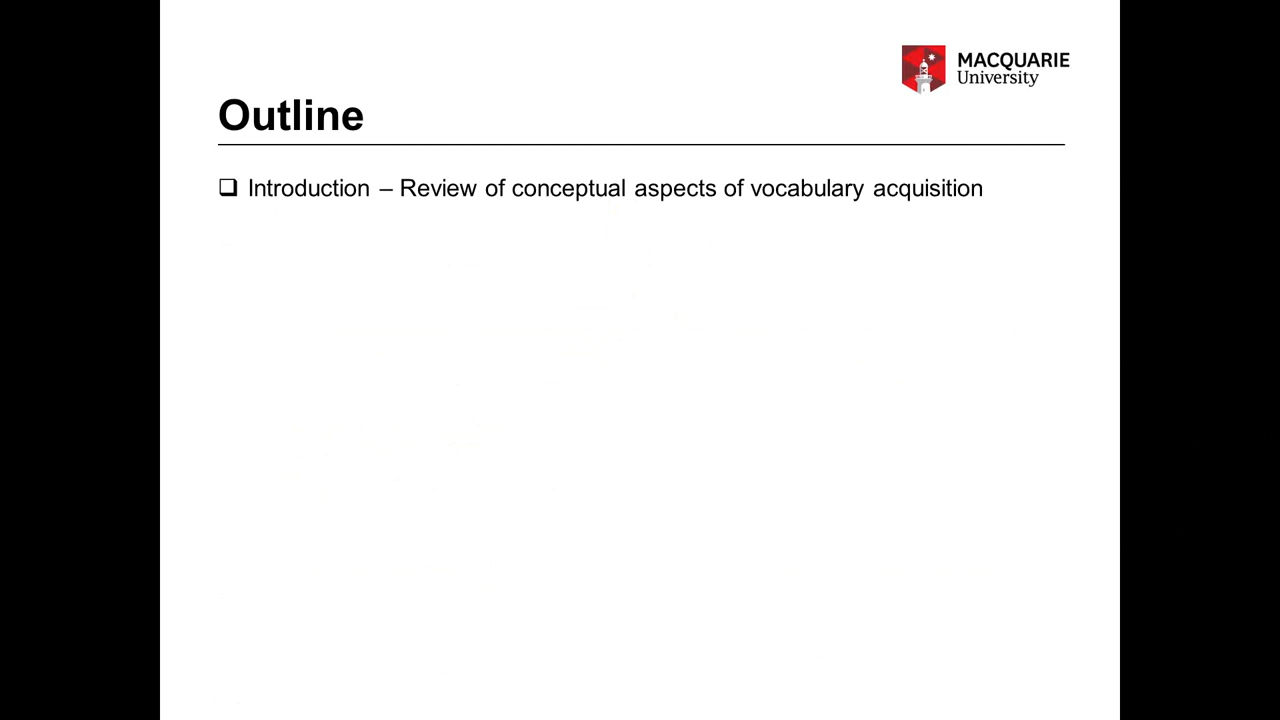 MACQUARIE
University
Outline
❑ Introduction – Review of conceptual aspects of vocabulary acquisition